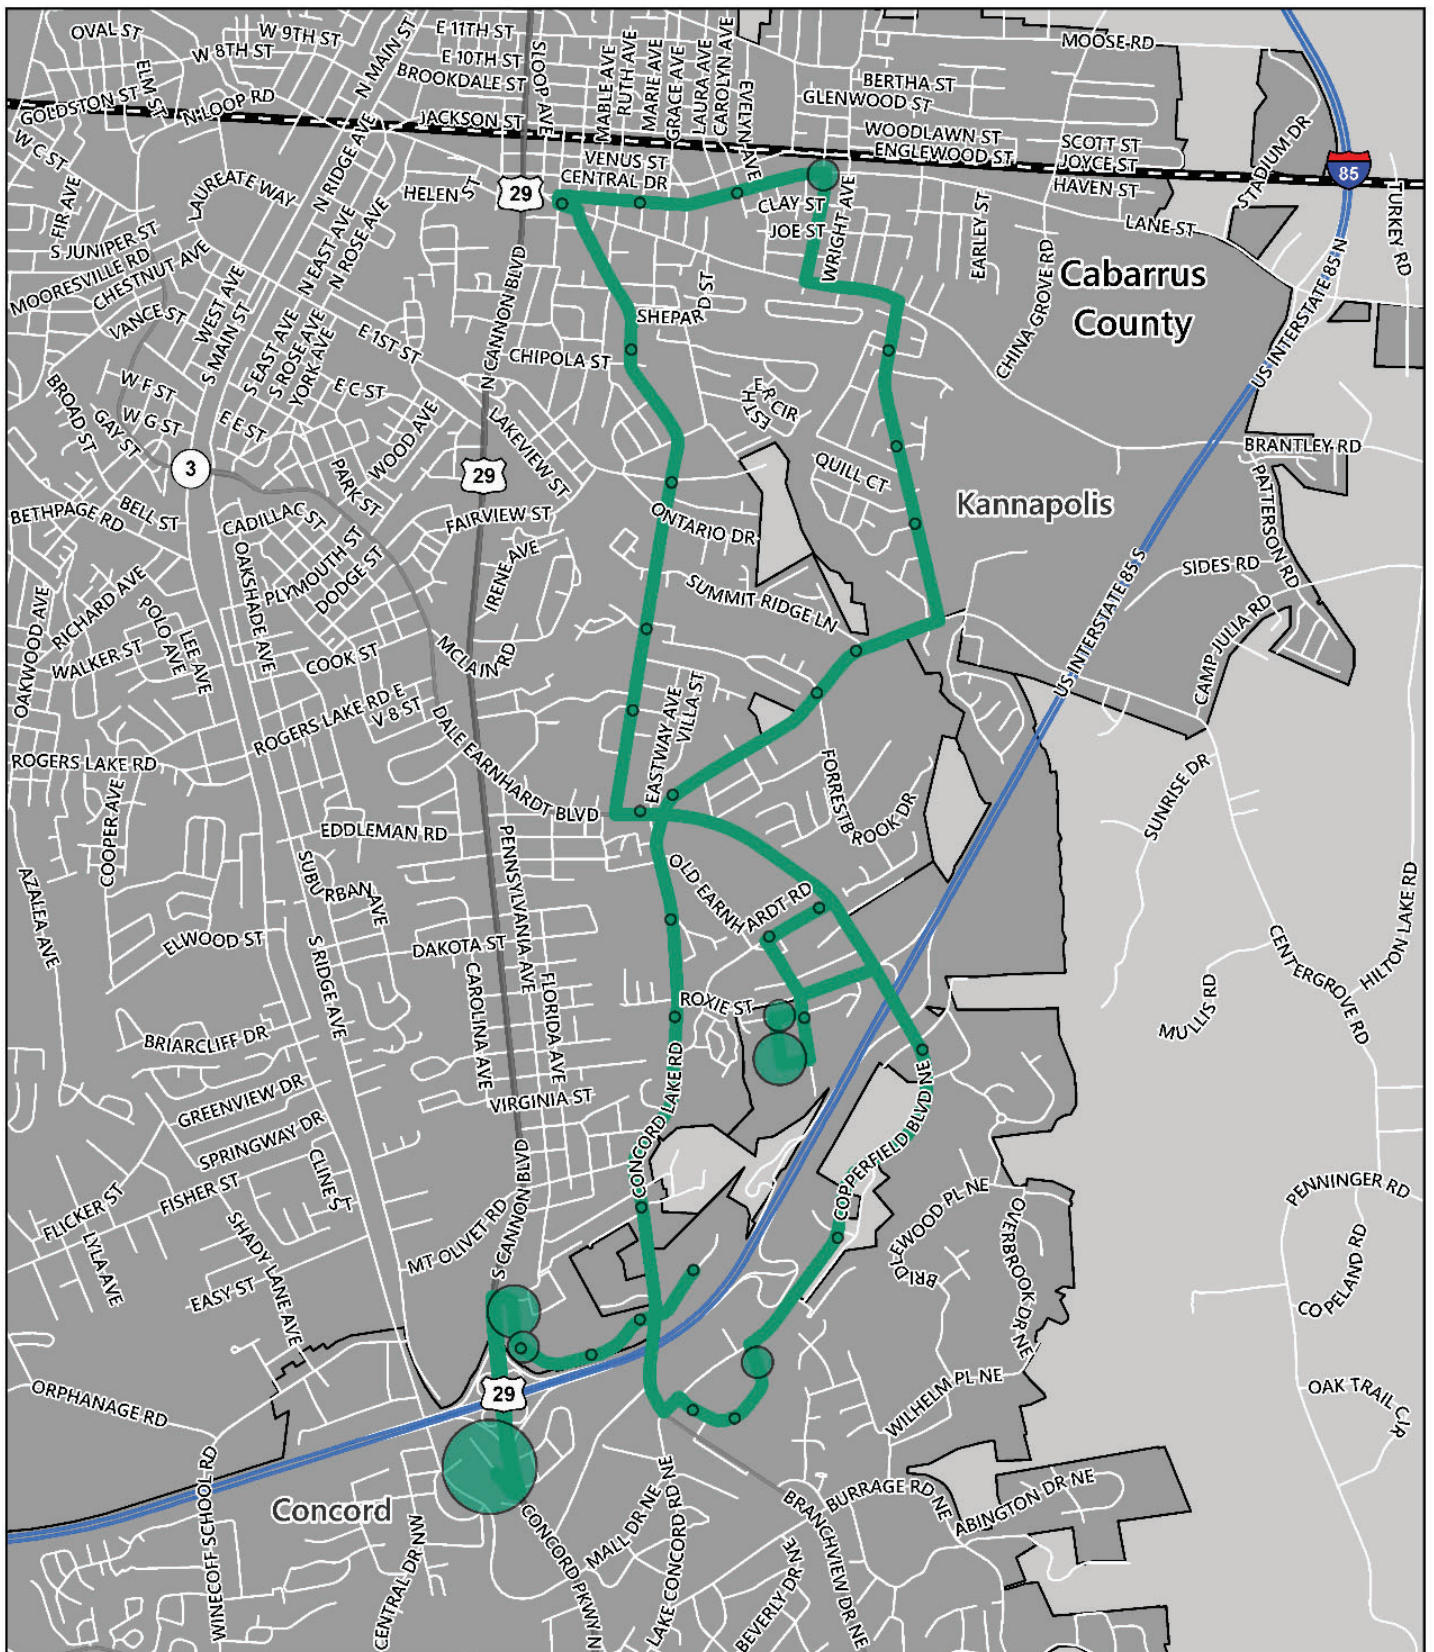 OVAL ST
W 9TH ST
W 8TH ST
N MAIN ST
E 11TH ST
E 10TH ST
BROOKDALE ST
SLOOP AVE
MABLE AVE
RUTH AVE
MARIE AVE
GRACE AVE
LAURA AVE
CAROLYN AVE
EVELYN AVE
MOOSE RD
BERTHA ST
GLENWOOD ST
ELM ST
GOLDSTON ST
N LOOP RD
JACKSON ST
WOODLAWN ST
ENGLEWOOD ST
SCOTT ST
JOYCE ST
HAVEN ST
STADIUM DR
85
TURKEY RD
W C ST
S FIR AVE
LAUREATE WAY
N RIDGE AVE
HELEN ST
29
VENUS ST
CENTRAL DR
CLAY ST
JOE ST
WRIGHT AVE
EARLEY ST
LANE ST
S JUNIPER ST
MOORESVILLE RD
CHESTNUT AVE
VANCE ST
WEST AVE
S MAIN ST
N EAST AVE
N ROSE AVE
N CANNON BLVD
SHEPARD ST
CHINA GROVE RD
Cabarrus
County
US INTERSTATE 85 N
S EAST AVE
S ROSE AVE
YORK AVE
E 1ST ST
CHIPOLA ST
W F ST
BROAD ST
GAY ST
W G ST
E E ST
E C ST
WOOD AVE
LAKEVIEW ST
ESTHER CIR
QUILL CT
BRANTLEY RD
3
29
PARK ST
Kannapolis
PATTERSON RD
BETHPAGE RD
BELL ST
CADILLAC ST
FAIRVIEW ST
ONTARIO DR
OAKSHADE AVE
PLYMOUTH ST
DODGE ST
IRENE AVE
SUMMIT RIDGE LN
US INTERSTATE 85 S
SIDES RD
CAMP JULIA RD
OAKWOOD AVE
RICHARD AVE
POLO AVE
LEE AVE
WALKER ST
COOK ST
MCLAIN RD
ROGERS LAKE RD E
V 8 ST
EASTWAY AVE
VILLA ST
ROGERS LAKE RD
COOPER AVE
DALE EARNHARDT BLVD
FORRESTBROOK DR
SUNRISE DR
EDDLEMAN RD
SUBURBAN AVE
PENNSYLVANIA AVE
OLD EARNHARDT RD
AZALEA AVE
ELWOOD ST
DAKOTA ST
S RIDGE AVE
CAROLINA AVE
FLORIDA AVE
ROXIE ST
MULLIS RD
CENTERGROVE RD
HILTON LAKE RD
BRIARCLIFF DR
GREENVIEW DR
VIRGINIA ST
CONCORD LAKE RD
COPPERFIELD BLVD NE
SPRINGWAY DR
CLINE ST
FISHER ST
FLICKER ST
LYLA AVE
SHADY LANE AVE
MT OLIVET RD
S CANNON BLVD
EASY ST
BRIDLEWOOD PL NE
OVERBROOK DR NE
PENNINGER RD
COPELAND RD
ORPHANAGE RD
29
WILHELM PL NE
OAK TRAIL CIR
WINECOFF SCHOOL RD
Concord
CENTRAL DR NW
CONCORD PKWY N
MALL DR NE
LAKE CONCORD RD NE
BEVERLY DR NE
BRANCHVIEW DR NE
BURRAGE RD NE
ABINGTON DR NE